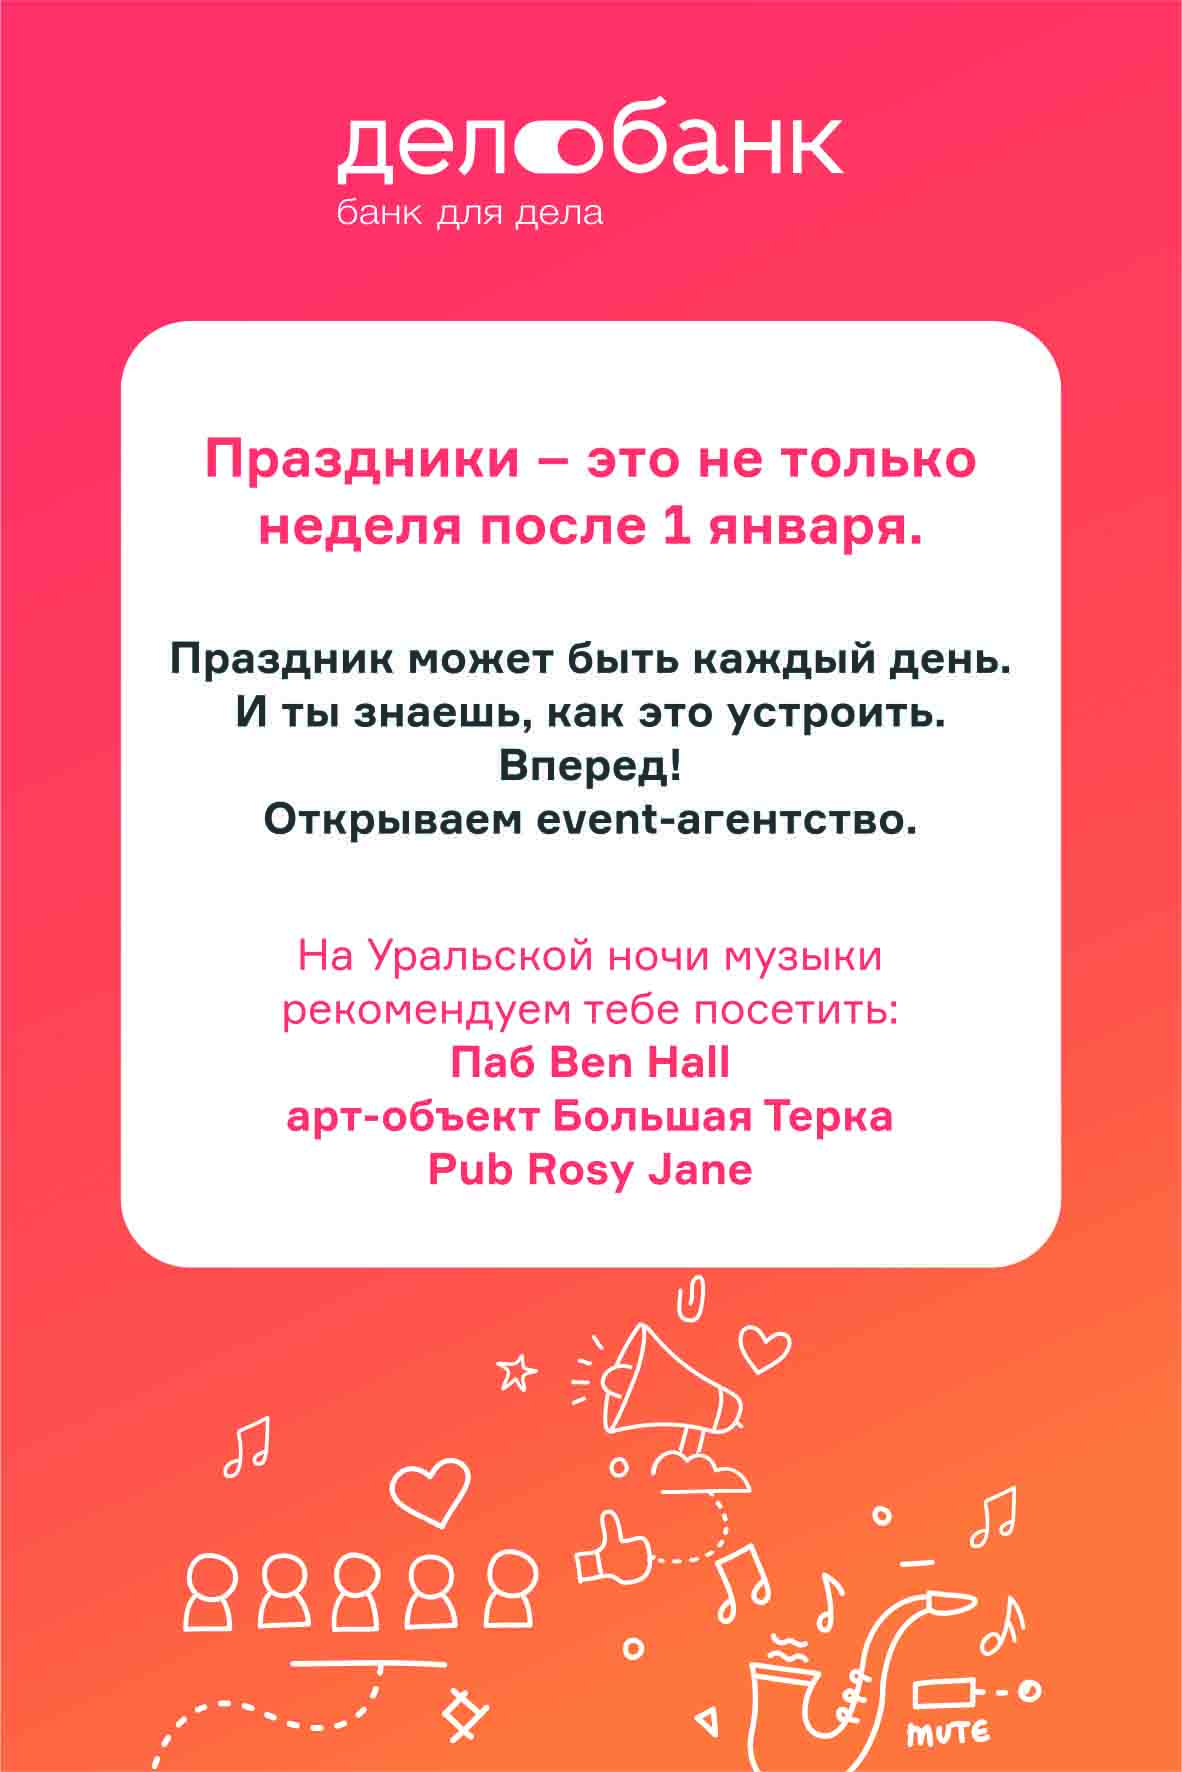 делобанк
банк для дела
Праздники – это не только
неделя после 1 января.
Праздник может быть каждый день.
И ты знаешь, как это устроить.
Вперед!
Открываем event-агентство.
На Уральской ночи музыки
рекомендуем тебе посетить:
Паб Ben Hall
арт-объект Большая Терка
Pub Rosy Jane
MUTE